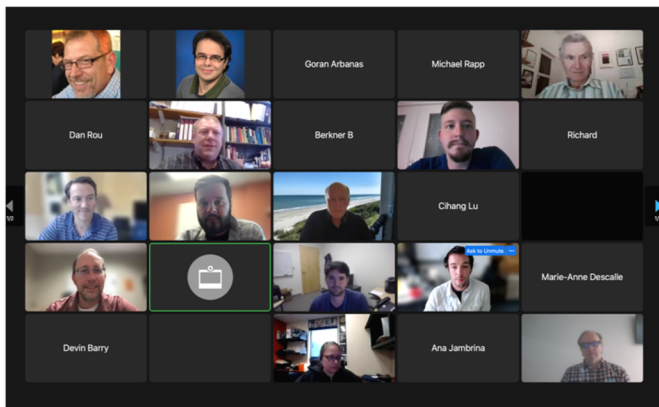 Goran Arbanas
Michael Rapp
Dan Rou
Berkner B
Richard
Cihang Lu
Ask to Unmute
Marie-Anne Descalle
Devin Barry
Ana Jambrina